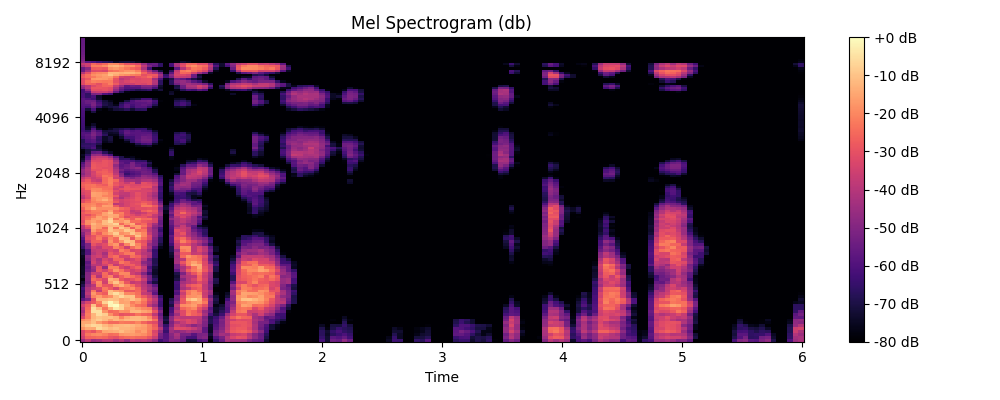 Mel Spectrogram (db)
+0 dB
8192
-10 dB
4096
-20 dB
-30 dB
2048
-40 dB
Hz
1024
-50 dB
512
-60 dB
-70 dB
0
-80 dB
0 1 2 3 4 5 6
Time